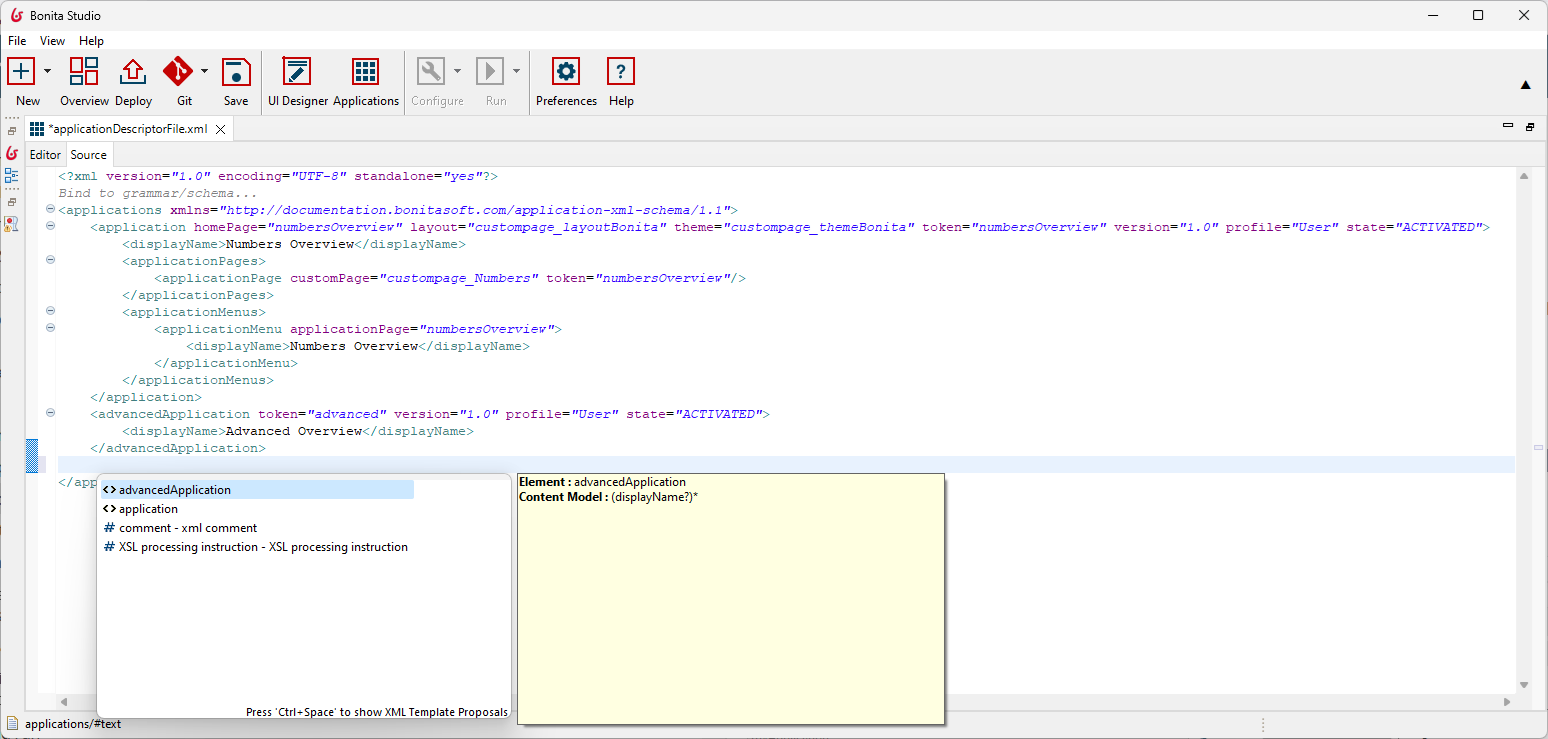 Bonita Studio
File View Help
New Overview Deploy Git Save UI Designer Applications Configure Run Preferences Help
*applicationDescriptorFile.xml
Editor Source
<?xml version="1.0" encoding="UTF-8" standalone="yes"?>
Bind to grammar/schema...
<applications xmlns="http://documentation.bonitasoft.com/application-xml-schema/1.1">
<application homePage="numbersOverview" layout="custompage_layoutBonita" theme="custompage_themeBonita" token="numbersOverview" version="1.0" profile="User" state="ACTIVATED">
<displayName>Numbers Overview</displayName>
<applicationPages>
<applicationPage customPage="custompage_Numbers" token="numbersOverview"/>
</applicationPages>
<applicationMenus>
<applicationMenu applicationPage="numbersOverview">
<displayName>Numbers Overview</displayName>
</applicationMenu>
</applicationMenus>
</application>
<advancedApplication token="advanced" version="1.0" profile="User" state="ACTIVATED">
<displayName>Advanced Overview</displayName>
</advancedApplication>
</app
<> advancedApplication
<> application
# comment - xml comment
# XSL processing instruction - XSL processing instruction
Press 'Ctrl+Space' to show XML Template Proposals
Element : advancedApplication
Content Model : (displayName?)*
applications/#text